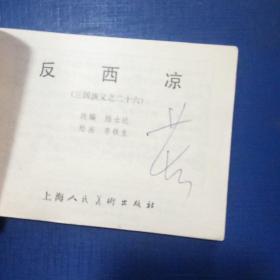 反西凉
（三国演义之二十六）
改编
绘画 李铁生
上海人民美术出版社